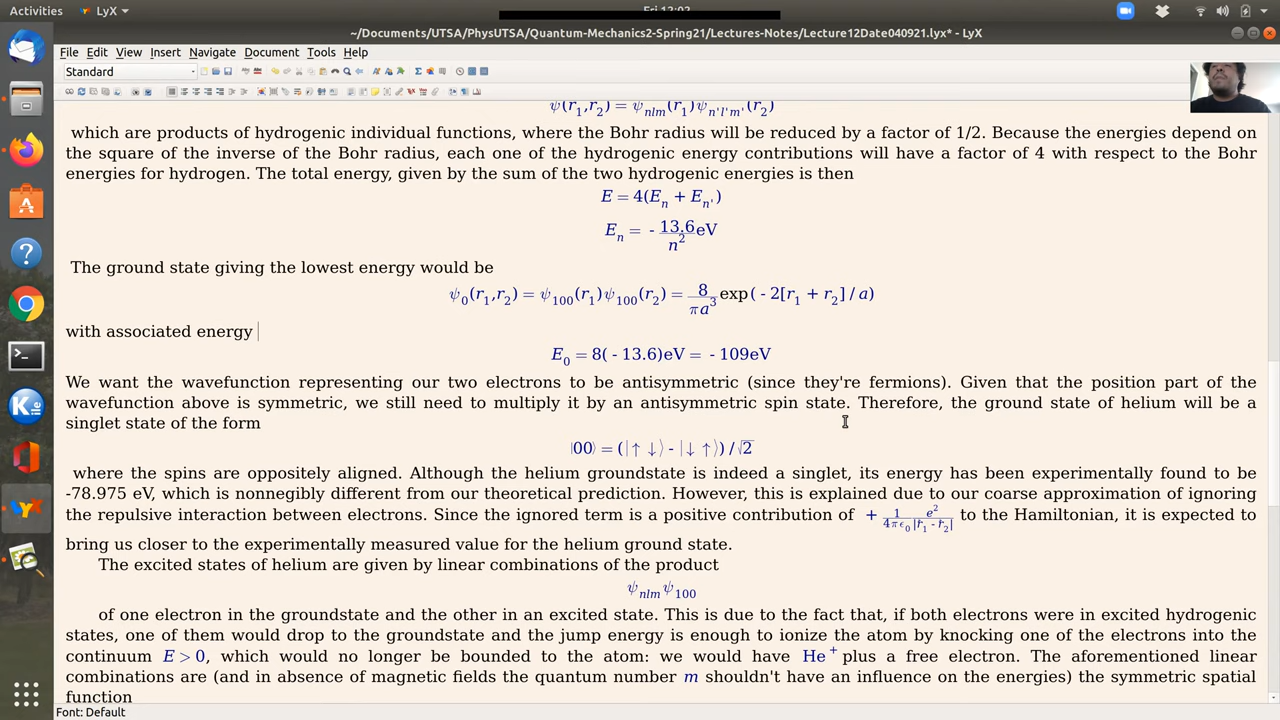 Activities
LyX
Fri 12:02
~/Documents/UTSA/PhysUTSA/Quantum-Mechanics2-Spring21/Lectures-Notes/Lecture12Date040921.lyx* - LyX
File Edit View Insert Navigate Document Tools Help
Standard
ψ(r₁,r₂) = ψₙₗₘ(r₁)ψₙ'ₗ'ₘ'(r₂)
which are products of hydrogenic individual functions, where the Bohr radius will be reduced by a factor of 1/2. Because the energies depend on
the square of the inverse of the Bohr radius, each one of the hydrogenic energy contributions will have a factor of 4 with respect to the Bohr
energies for hydrogen. The total energy, given by the sum of the two hydrogenic energies is then
E = 4(Eₙ + Eₙ')
Eₙ = - 13.6/n² eV
The ground state giving the lowest energy would be
ψ₀(r₁,r₂) = ψ₁₀₀(r₁)ψ₁₀₀(r₂) = 8/πa³ exp( - 2[r₁ + r₂] / a)
with associated energy
E₀ = 8( - 13.6)eV = - 109eV
We want the wavefunction representing our two electrons to be antisymmetric (since they're fermions). Given that the position part of the
wavefunction above is symmetric, we still need to multiply it by an antisymmetric spin state. Therefore, the ground state of helium will be a
singlet state of the form
|00⟩ = (|↑ ↓⟩ - |↓ ↑⟩) / √2
where the spins are oppositely aligned. Although the helium groundstate is indeed a singlet, its energy has been experimentally found to be
-78.975 eV, which is nonnegibly different from our theoretical prediction. However, this is explained due to our coarse approximation of ignoring
the repulsive interaction between electrons. Since the ignored term is a positive contribution of + 1/4πϵ₀ e²/|r₁ - r₂| to the Hamiltonian, it is expected to
bring us closer to the experimentally measured value for the helium ground state.
The excited states of helium are given by linear combinations of the product
ψₙₗₘψ₁₀₀
of one electron in the groundstate and the other in an excited state. This is due to the fact that, if both electrons were in excited hydrogenic
states, one of them would drop to the groundstate and the jump energy is enough to ionize the atom by knocking one of the electrons into the
continuum E > 0, which would no longer be bounded to the atom: we would have He⁺ plus a free electron. The aforementioned linear
combinations are (and in absence of magnetic fields the quantum number m shouldn't have an influence on the energies) the symmetric spatial
function
Font: Default